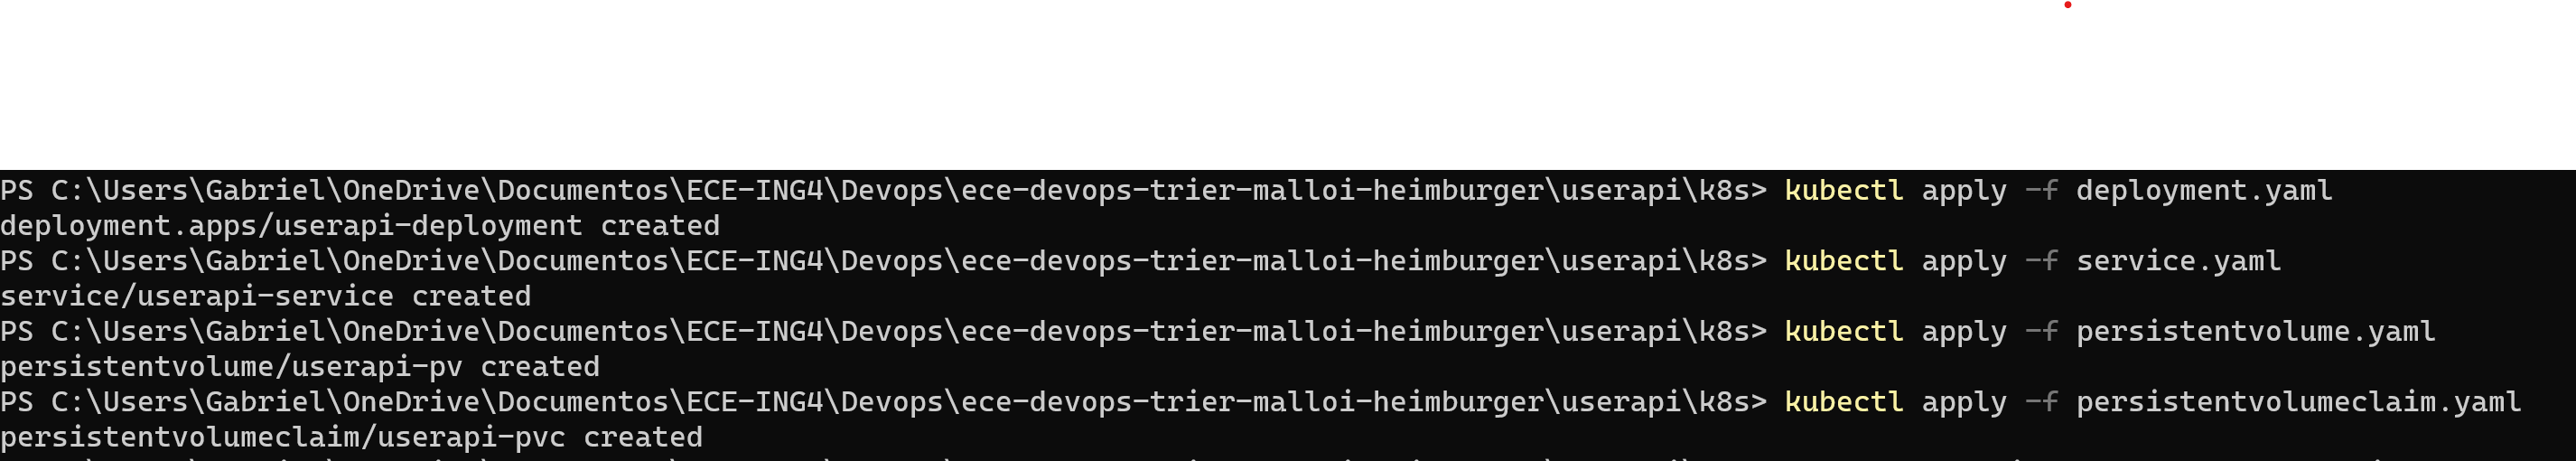 PS C:\Users\Gabriel\OneDrive\Documentos\ECE-ING4\Devops\ece-devops-trier-malloi-heimburger\userapi\k8s> kubectl apply -f deployment.yaml
deployment.apps/userapi-deployment created
PS C:\Users\Gabriel\OneDrive\Documentos\ECE-ING4\Devops\ece-devops-trier-malloi-heimburger\userapi\k8s> kubectl apply -f service.yaml
service/userapi-service created
PS C:\Users\Gabriel\OneDrive\Documentos\ECE-ING4\Devops\ece-devops-trier-malloi-heimburger\userapi\k8s> kubectl apply -f persistentvolume.yaml
persistentvolume/userapi-pv created
PS C:\Users\Gabriel\OneDrive\Documentos\ECE-ING4\Devops\ece-devops-trier-malloi-heimburger\userapi\k8s> kubectl apply -f persistentvolumeclaim.yaml
persistentvolumeclaim/userapi-pvc created